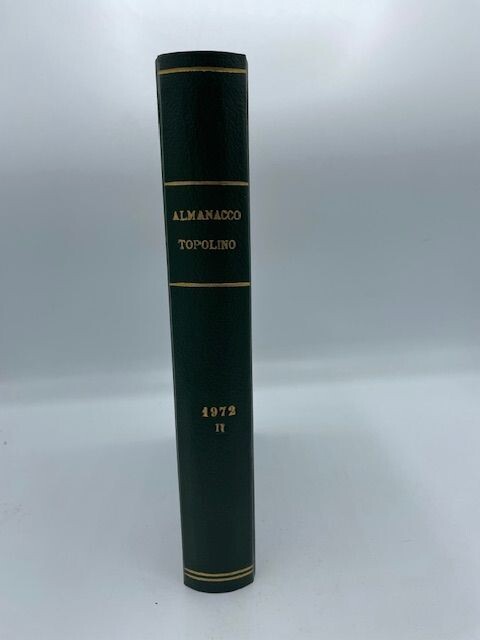 ALMANACCO
TOPOLINO
1972
II